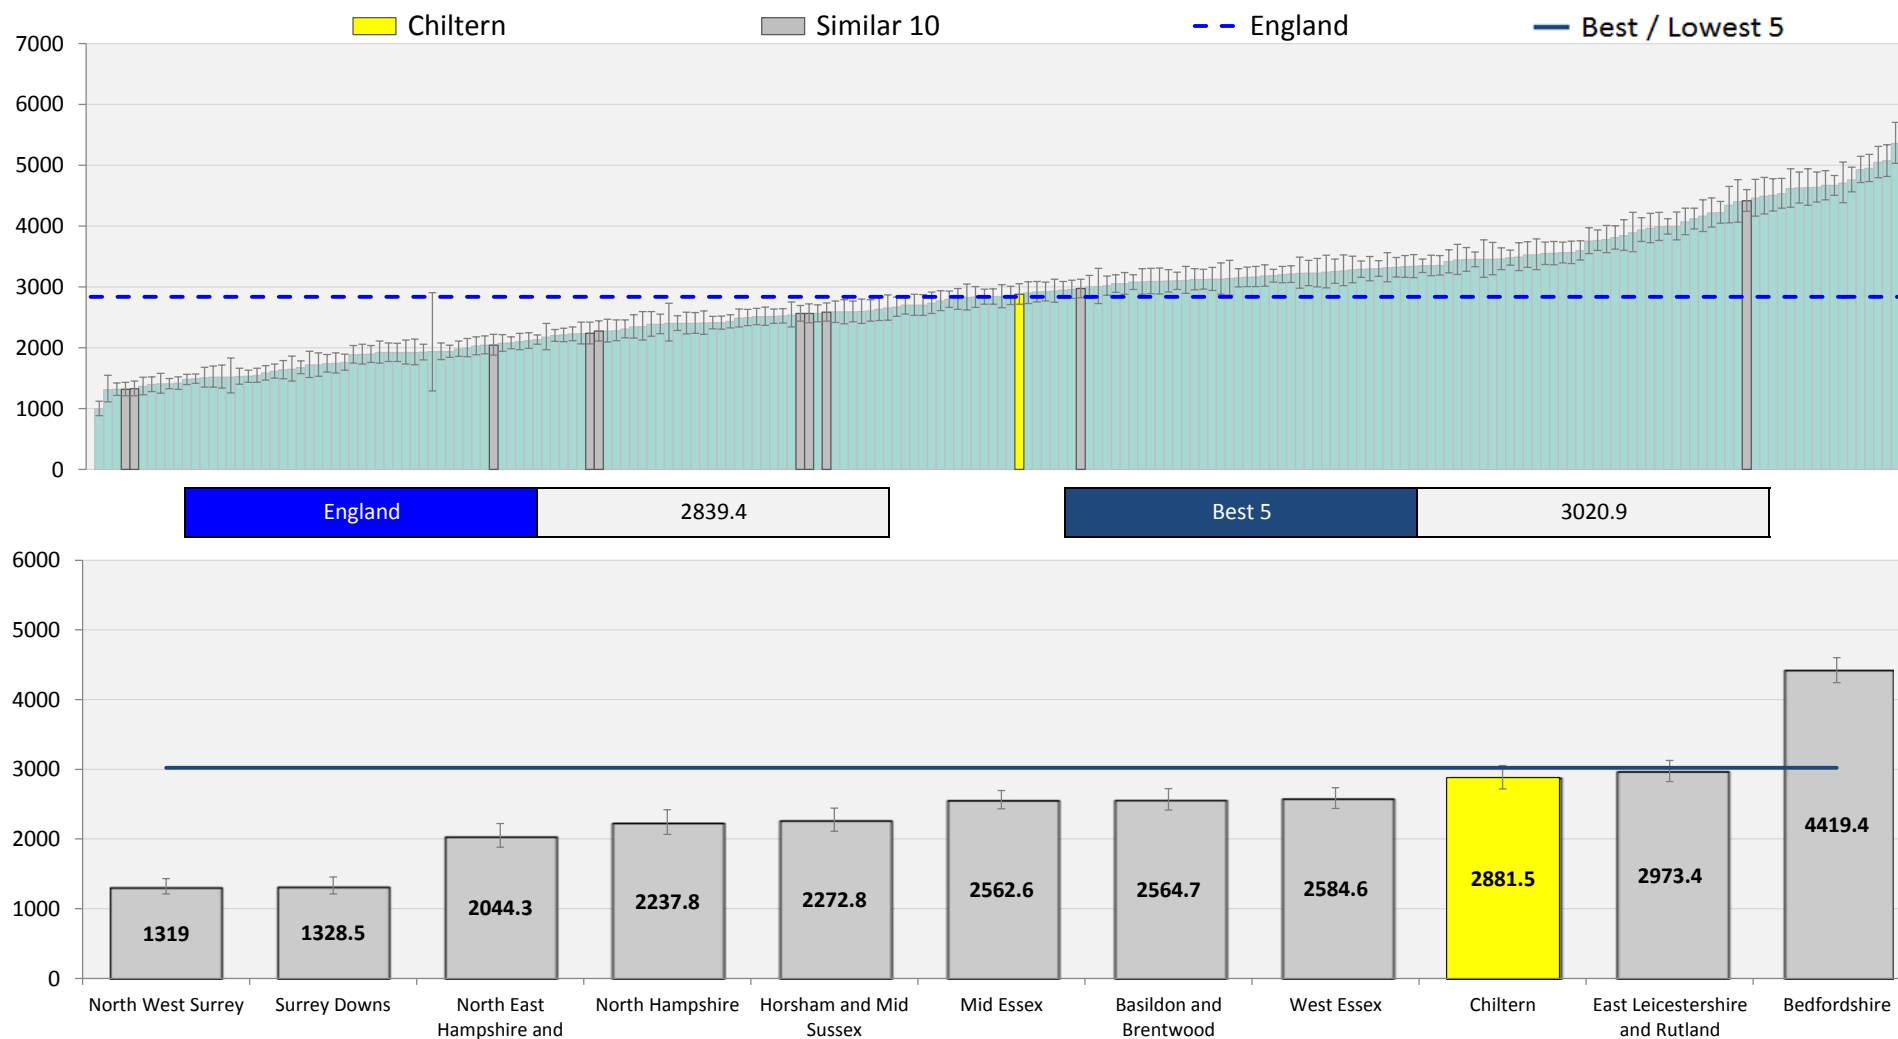 Chiltern
Similar 10
England
Best / Lowest 5
7000
6000
5000
4000
3000
2000
1000
0
England
2839.4
Best 5
3020.9
6000
5000
4000
3000
2000
1000
0
1319
1328.5
2044.3
2237.8
2272.8
2562.6
2564.7
2584.6
2881.5
2973.4
4419.4
North West Surrey
Surrey Downs
North East
Hampshire and
North Hampshire
Horsham and Mid
Sussex
Mid Essex
Basildon and
Brentwood
West Essex
Chiltern
East Leicestershire
and Rutland
Bedfordshire